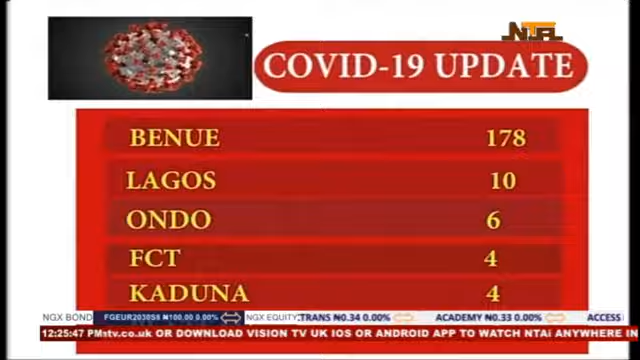 NTA
COVID-19 UPDATE
BENUE 178
LAGOS 10
ONDO 6
FCT 4
KADUNA 4
NGX BOND FGEUR2030S8 ₦100.00 0.00% NGX EQUITY: TRANS ₦0.34 0.00% ACADEMY ₦0.33 0.00% ACCESS
12:25:47 PM tv.co.uk OR DOWNLOAD VISION TV UK IOS OR ANDROID APP TO WATCH NTAi ANYWHERE IN